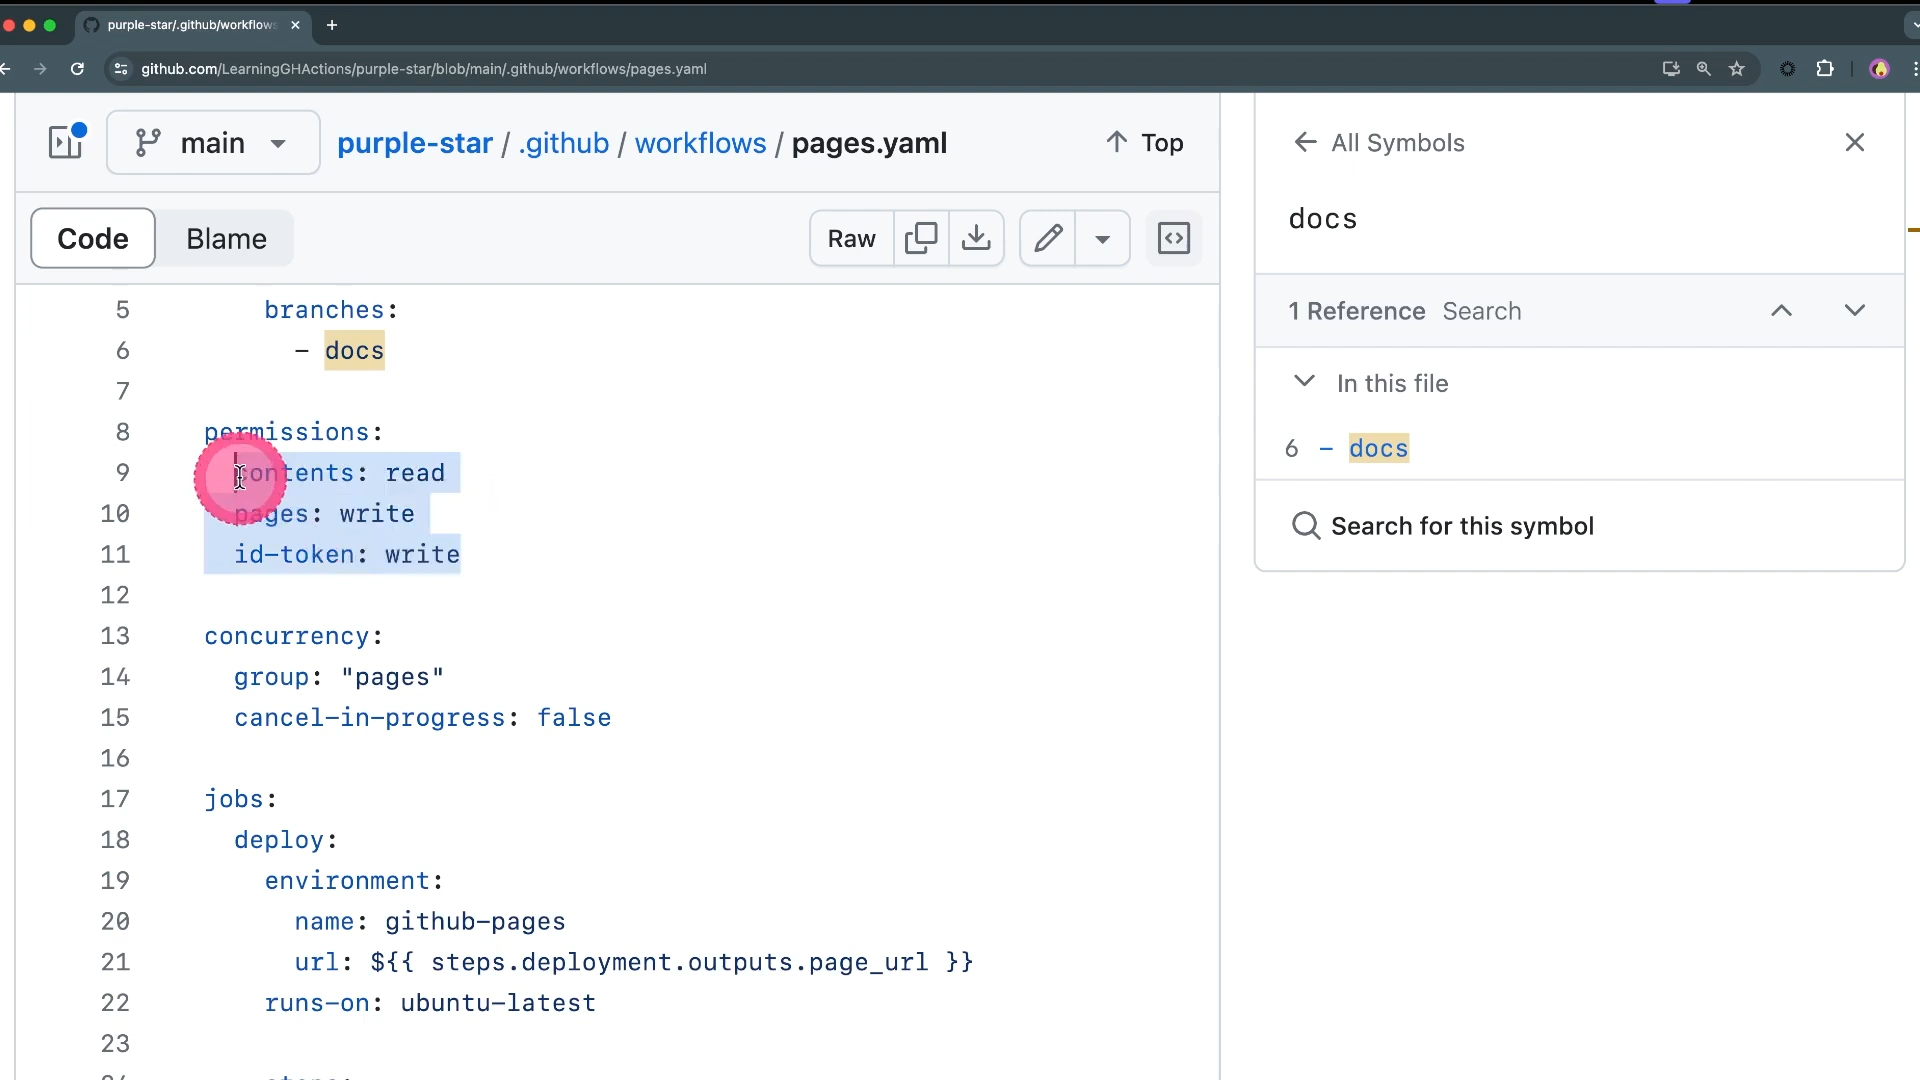 purple-star/.github/workflows
github.com/LearningGHActions/purple-star/blob/main/.github/workflows/pages.yaml
main
purple-star / .github / workflows / pages.yaml
Top
Code
Blame
Raw
5 branches:
6 - docs
7
8 permissions:
9 contents: read
10 pages: write
11 id-token: write
12
13 concurrency:
14 group: "pages"
15 cancel-in-progress: false
16
17 jobs:
18 deploy:
19 environment:
20 name: github-pages
21 url: ${{ steps.deployment.outputs.page_url }}
22 runs-on: ubuntu-latest
23
All Symbols
docs
1 Reference Search
In this file
6 - docs
Search for this symbol